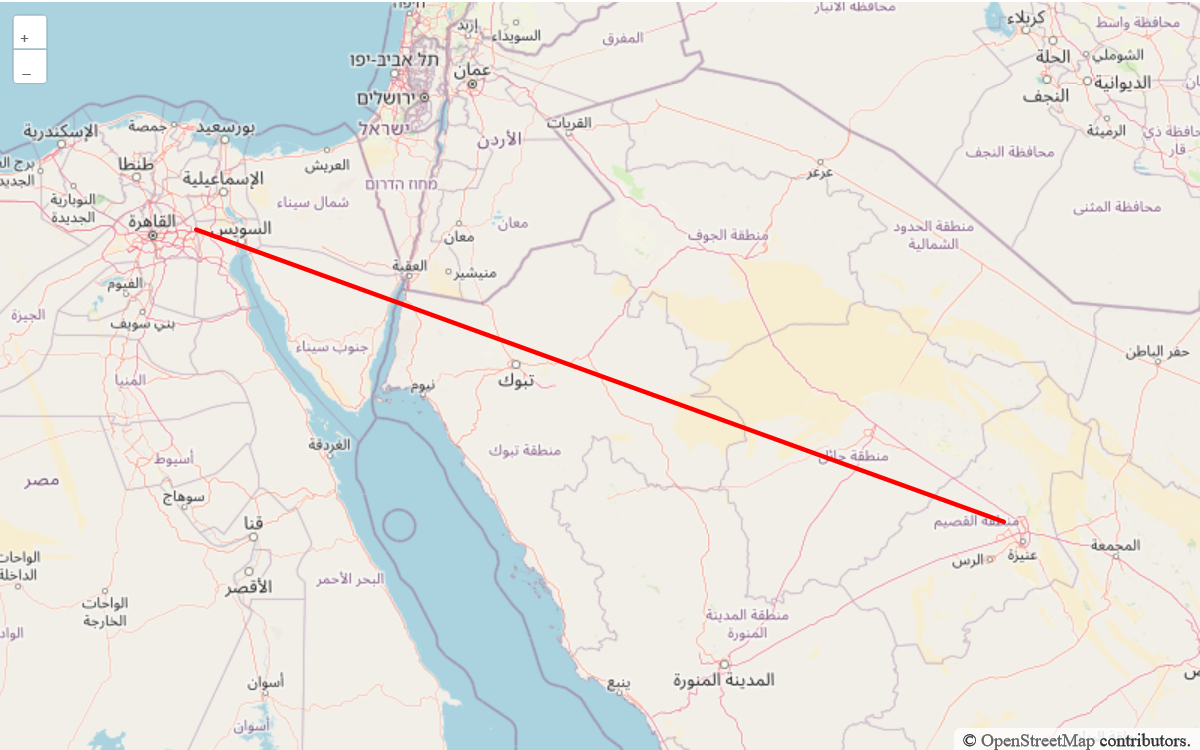 +
–
حيفا
إربد
السويداء
محافظة الأنبار
المفرق
كربلاء
محافظة واسط
الحلة
الشوملي
الديوانية
النجف
תל אביב-יפו
عمان
ירושלים
ישראל
الأردن
القريات
الرميثة
محافظة ذي
قار
محافظة النجف
محافظة المثنى
عرعر
الإسكندرية
جمصة
بورسعيد
العريش
طنطا
الإسماعيلية
شمال سيناء
מחוז הדרום
النوبارية
الجديدة
القاهرة
السويس
معان
معان
منطقة الجوف
منطقة الحدود
الشمالية
العقبة
منيشير
الفيوم
الجيزة
بني سويف
جنوب سيناء
حفر الباطن
المنيا
تبوك
نيوم
الغردقة
منطقة تبوك
منطقة حائل
أسيوط
مصر
سوهاج
قنا
منطقة القصيم
عنيزة
الرس
المجمعة
الواحات
الداخلة
الأقصر
البحر الأحمر
الواحات
الخارجة
منطقة المدينة
المنورة
المدينة المنورة
ينبع
أسوان
أسوان
© OpenStreetMap contributors.